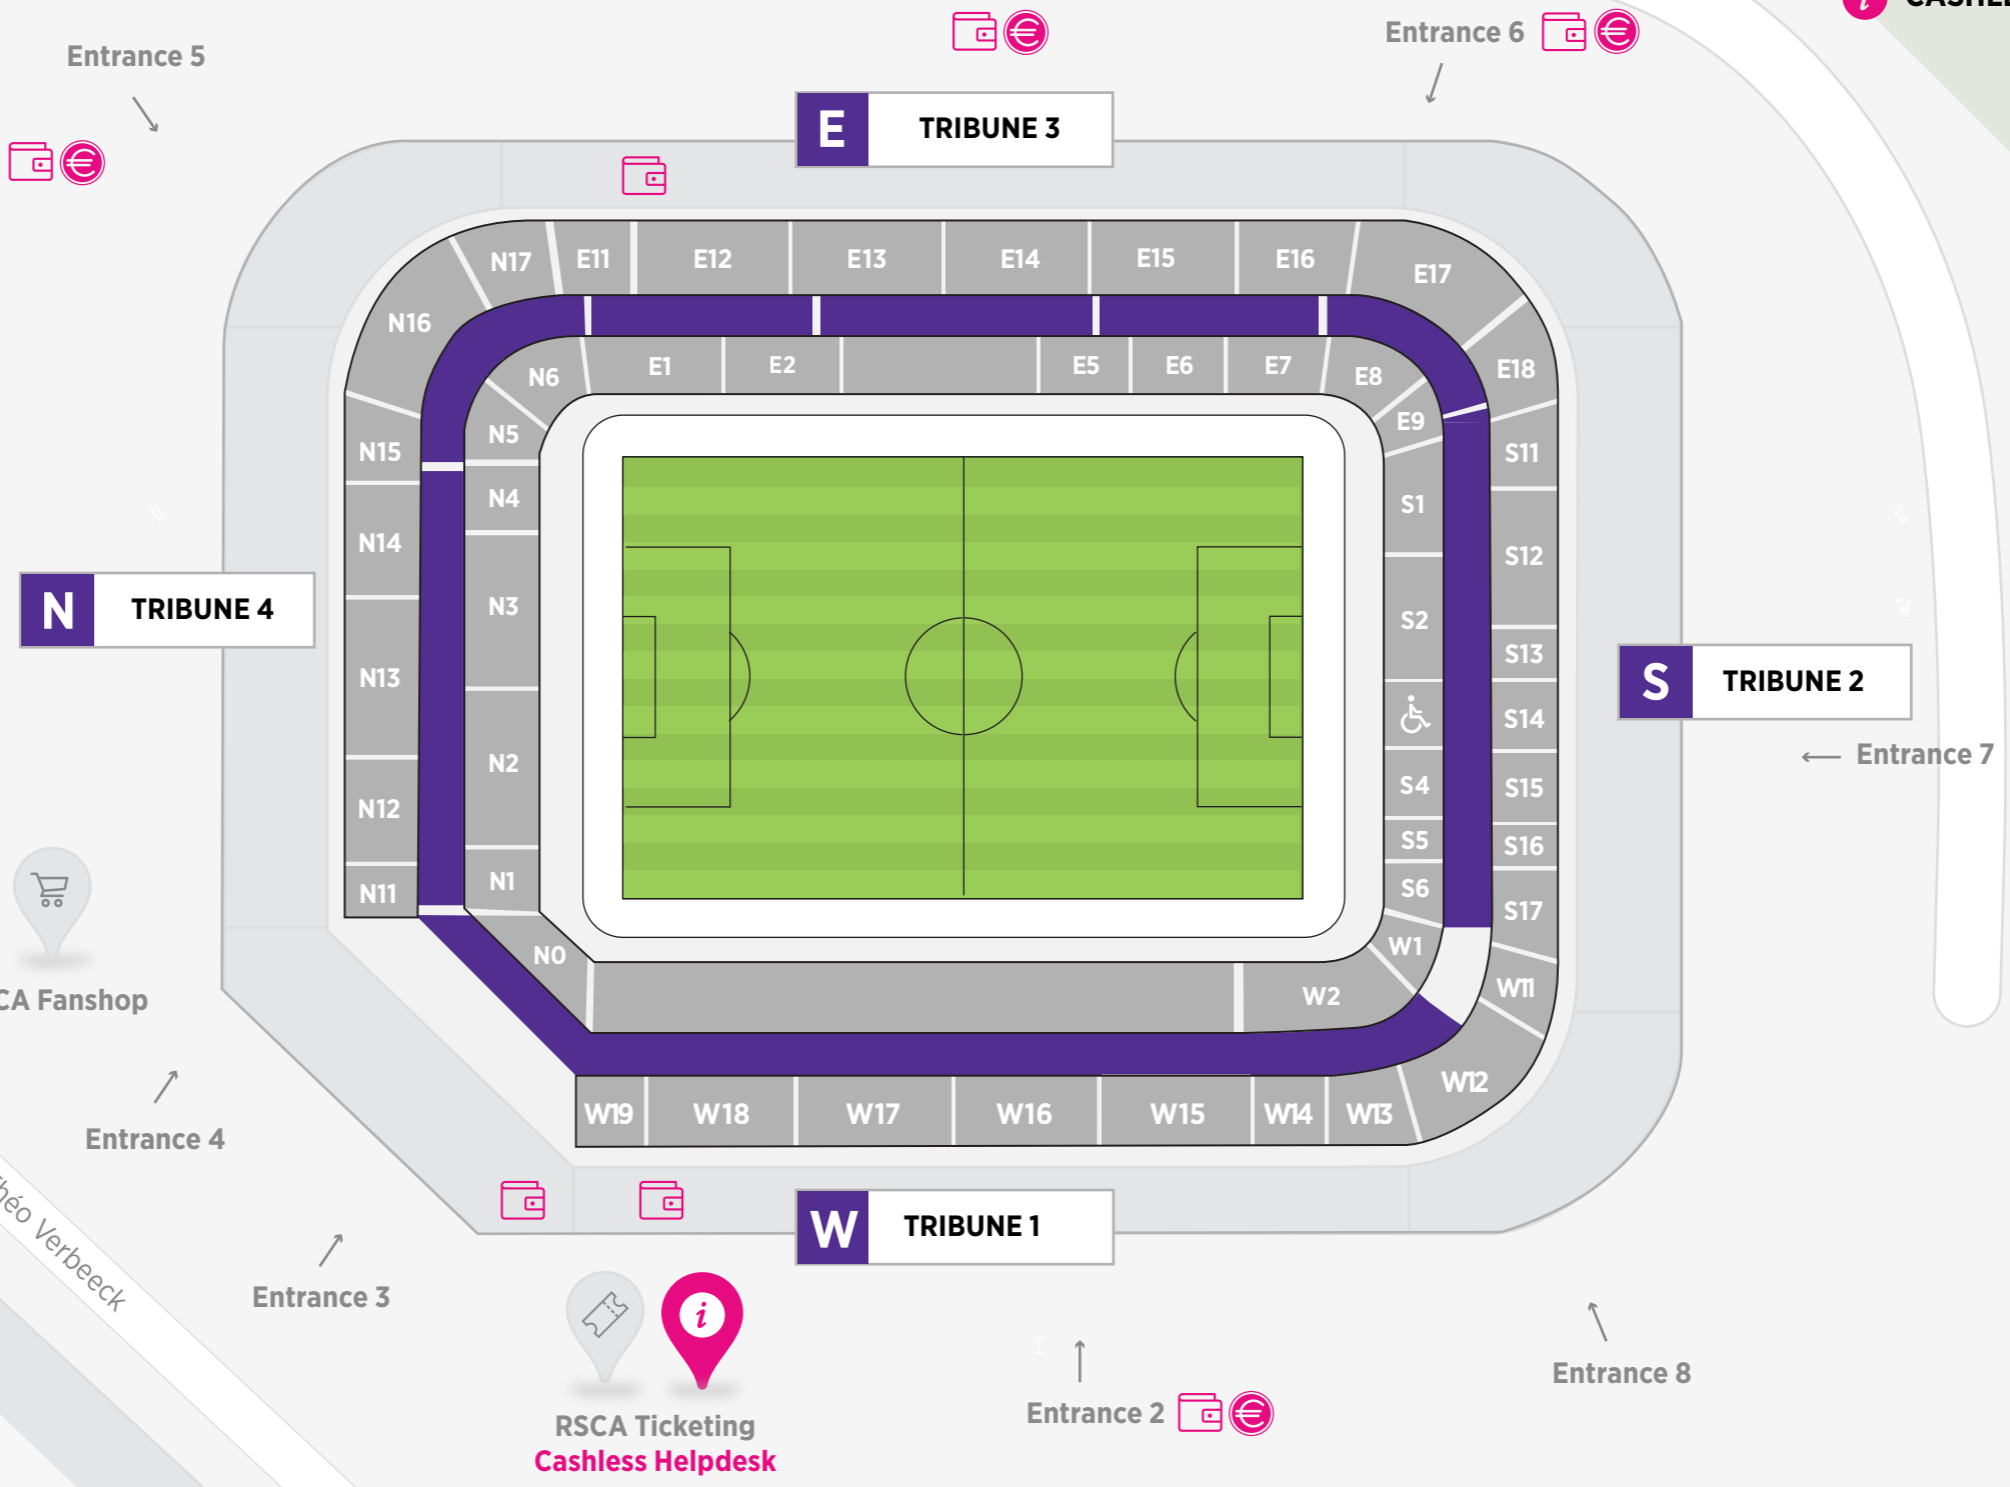 CASHLE
Entrance 5
Entrance 6
E TRIBUNE 3
N17
E11
E12
E13
E14
E15
E16
E17
N16
E18
N6
E1
E2
E5
E6
E7
E8
E9
N5
N15
S11
N4
S1
N14
S12
N3
N TRIBUNE 4
S2
S13
N13
S TRIBUNE 2
S14
Entrance 7
N2
S4
S15
N12
S5
S16
N1
S6
N11
S17
N0
W1
W2
W11
CA Fanshop
W12
W19
W18
W17
W16
W15
W14
W13
Entrance 4
héo Verbeeck
W TRIBUNE 1
Entrance 3
i
Entrance 8
Entrance 2
RSCA Ticketing
Cashless Helpdesk